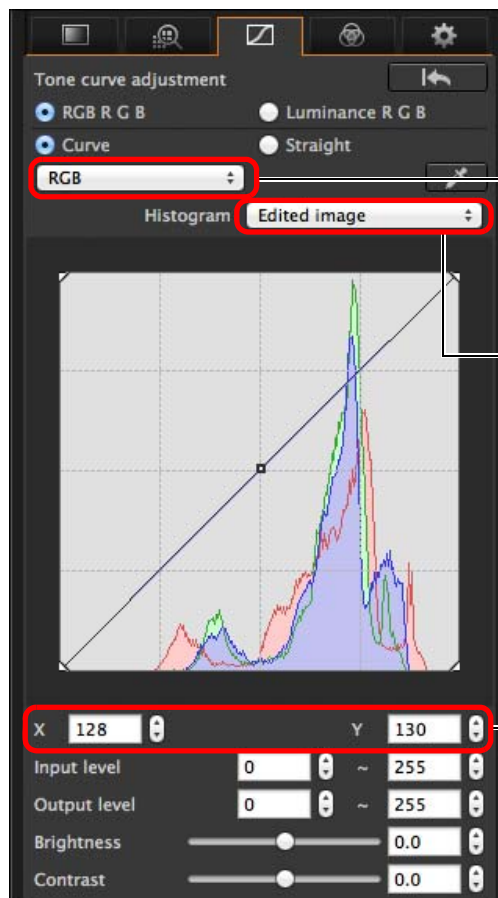 Tone curve adjustment
RGB R G B Luminance R G B
Curve Straight
RGB
Histogram Edited image
X 128 Y 130
Input level 0 ~ 255
Output level 0 ~ 255
Brightness 0.0
Contrast 0.0